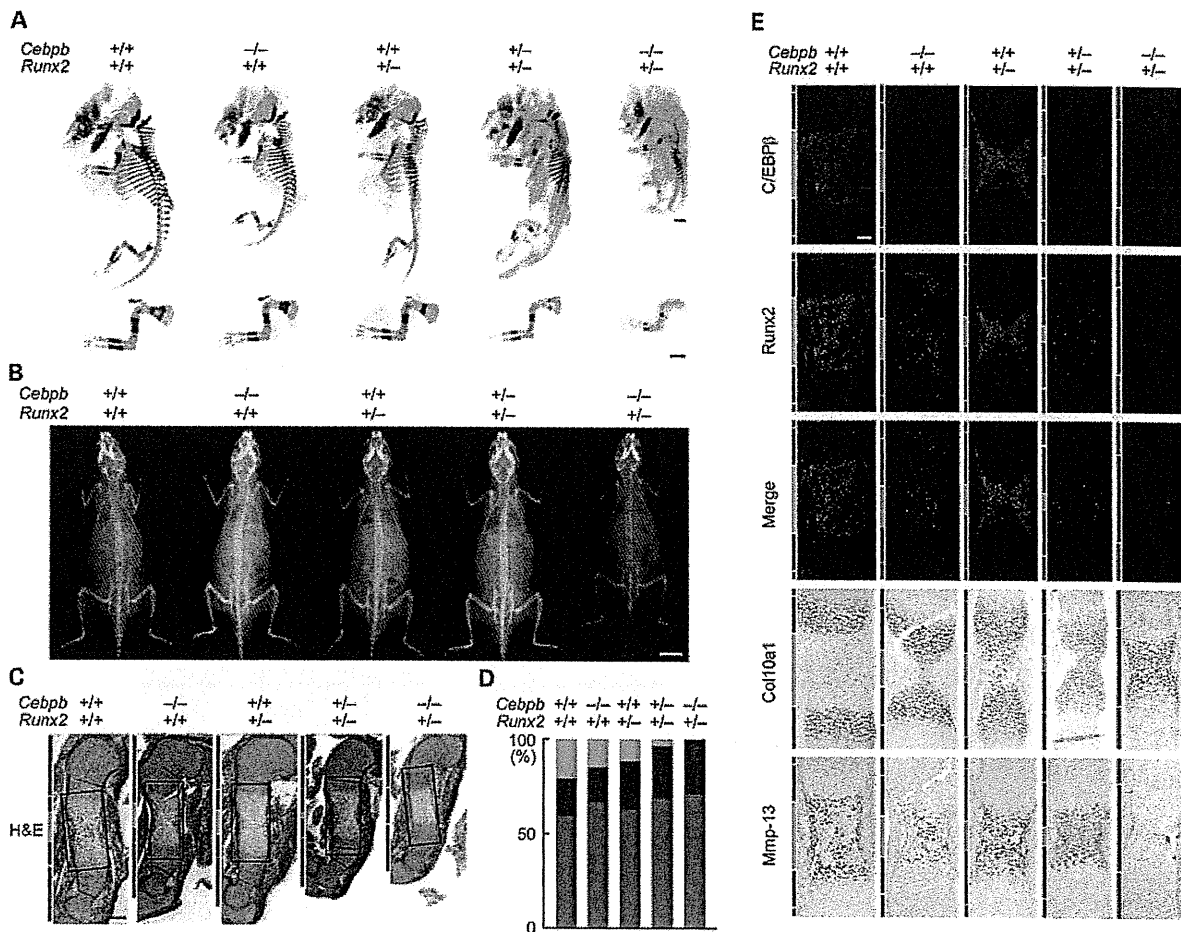 A
Cebpb +/+ –/– +/+ +/– –/–
Runx2 +/+ +/+ +/– +/– +/–
B
Cebpb +/+ –/– +/+ +/– –/–
Runx2 +/+ +/+ +/– +/– +/–
C
Cebpb +/+ –/– +/+ +/– –/–
Runx2 +/+ +/+ +/– +/– +/–
H&E
D
Cebpb +/+ –/– +/+ +/– –/–
Runx2 +/+ +/+ +/– +/– +/–
100
(%)
50
0
E
Cebpb +/+ –/– +/+ +/– –/–
Runx2 +/+ +/+ +/– +/– +/–
C/EBPβ
Runx2
Merge
Col10a1
Mmp-13